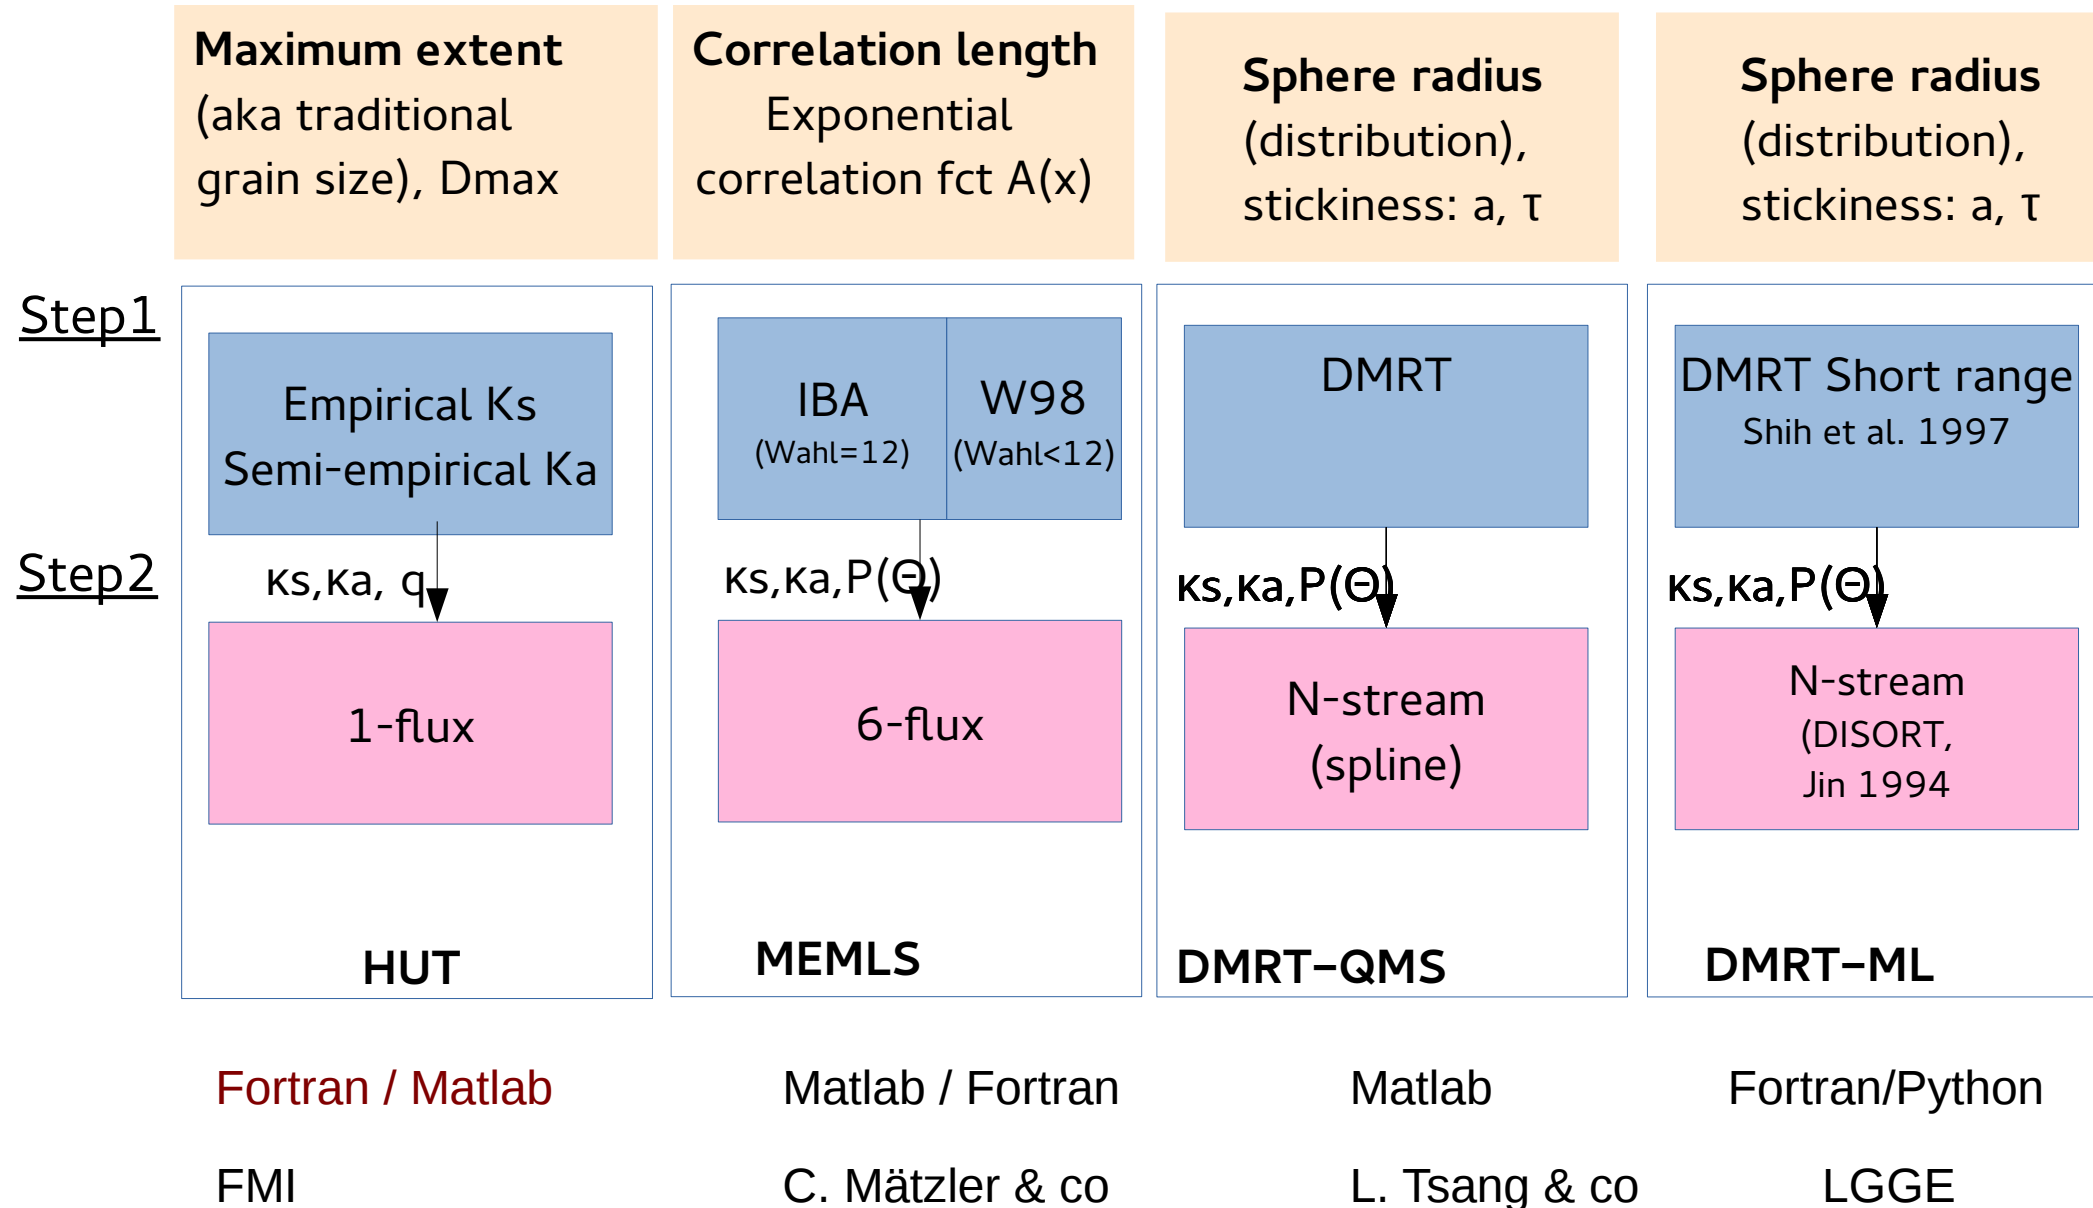 Maximum extent
(aka traditional
grain size), Dmax
Correlation length
Exponential
correlation fct A(x)
Sphere radius
(distribution),
stickiness: a, τ
Sphere radius
(distribution),
stickiness: a, τ
Step1
Empirical Ks
Semi-empirical Ka
IBA
(Wahl=12)
W98
(Wahl<12)
DMRT
DMRT Short range
Shih et al. 1997
Step2
κs,κa, q
κs,κa,P(Θ)
κs,κa,P(Θ)
κs,κa,P(Θ)
1-flux
6-flux
N-stream
(spline)
N-stream
(DISORT,
Jin 1994
HUT
MEMLS
DMRT–QMS
DMRT–ML
Fortran / Matlab
Matlab / Fortran
Matlab
Fortran/Python
FMI
C. Mätzler & co
L. Tsang & co
LGGE